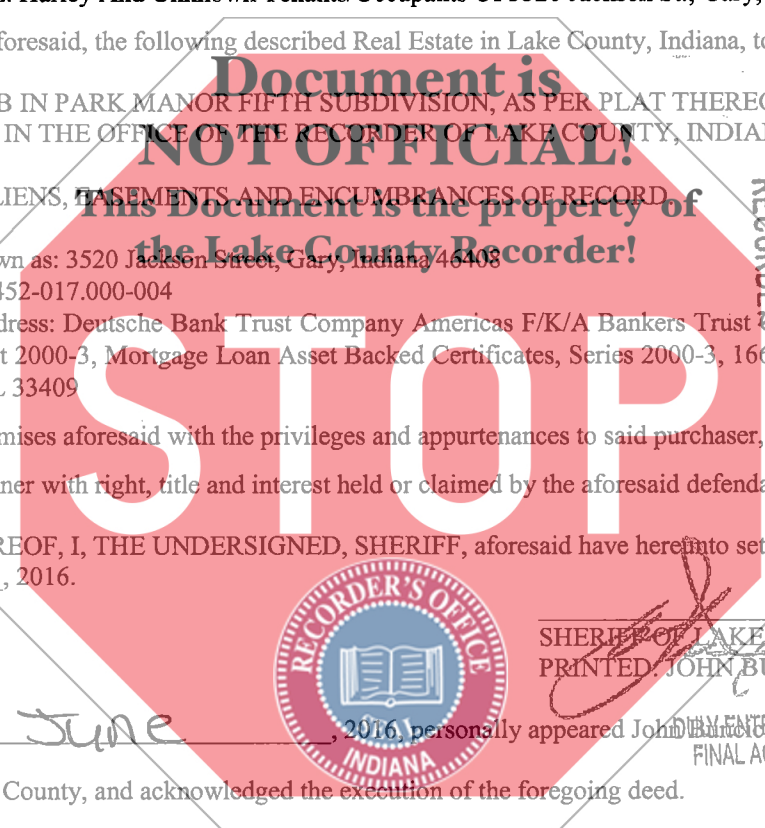 foresaid, the following described Real Estate in Lake County, Indiana, to
Document is
B IN PARK MANOR FIFTH SUBDIVISION, AS PER PLAT THEREO
NOT OFFICIAL!
IN THE OFFICE OF THE RECORDER OF LAKE COUNTY, INDIA
LIENS, EASEMENTS AND ENCUMBRANCES OF RECORD.
This Document is the property of
the Lake County Recorder!
wn as: 3520 Jackson Street, Gary, Indiana 46408
452-017.000-004
dress: Deutsche Bank Trust Company Americas F/K/A Bankers Trust
t 2000-3, Mortgage Loan Asset Backed Certificates, Series 2000-3, 166
L 33409
STOP
mises aforesaid with the privileges and appurtenances to said purchaser,
ner with right, title and interest held or claimed by the aforesaid defenda
REOF, I, THE UNDERSIGNED, SHERIFF, aforesaid have hereunto set
, 2016.
RECORDER'S OFFICE
SHERIFF OF LAKE
PRINTED: JOHN BU
SEAL
INDIANA
June , 2016, personally appeared John
FINAL AC
County, and acknowledged the execution of the foregoing deed.